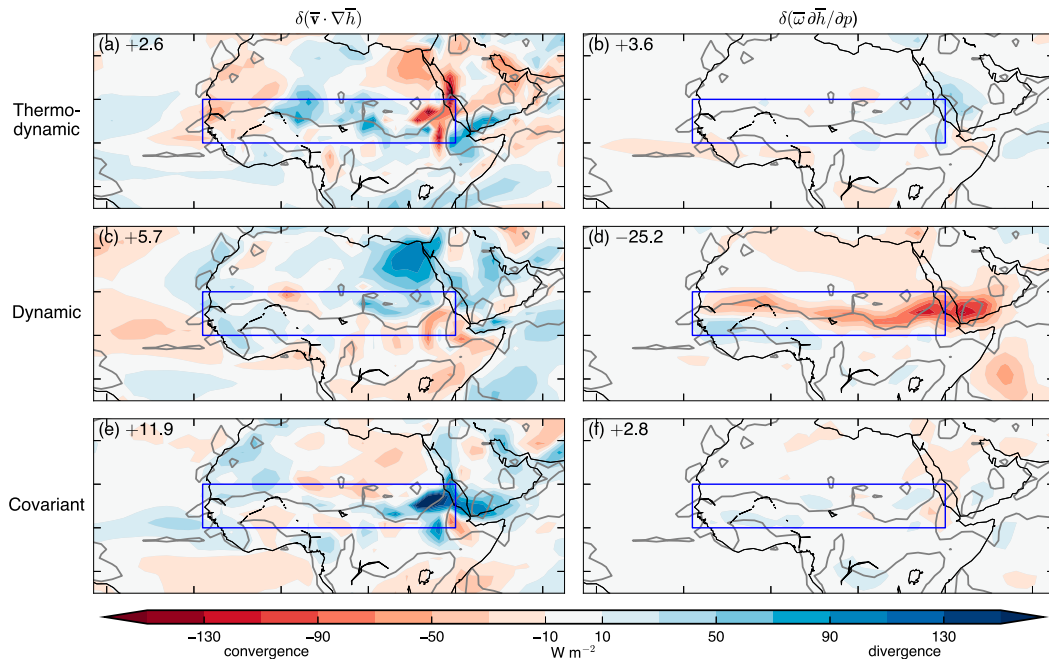 δ(v̅ · ∇h̅) δ(ω̅ ∂h̅/∂p)
(a) +2.6 (b) +3.6
Thermo-
dynamic
(c) +5.7 (d) −25.2
Dynamic
(e) +11.9 (f) +2.8
Covariant
−130 −90 −50 −10 10 50 90 130
convergence W m⁻² divergence